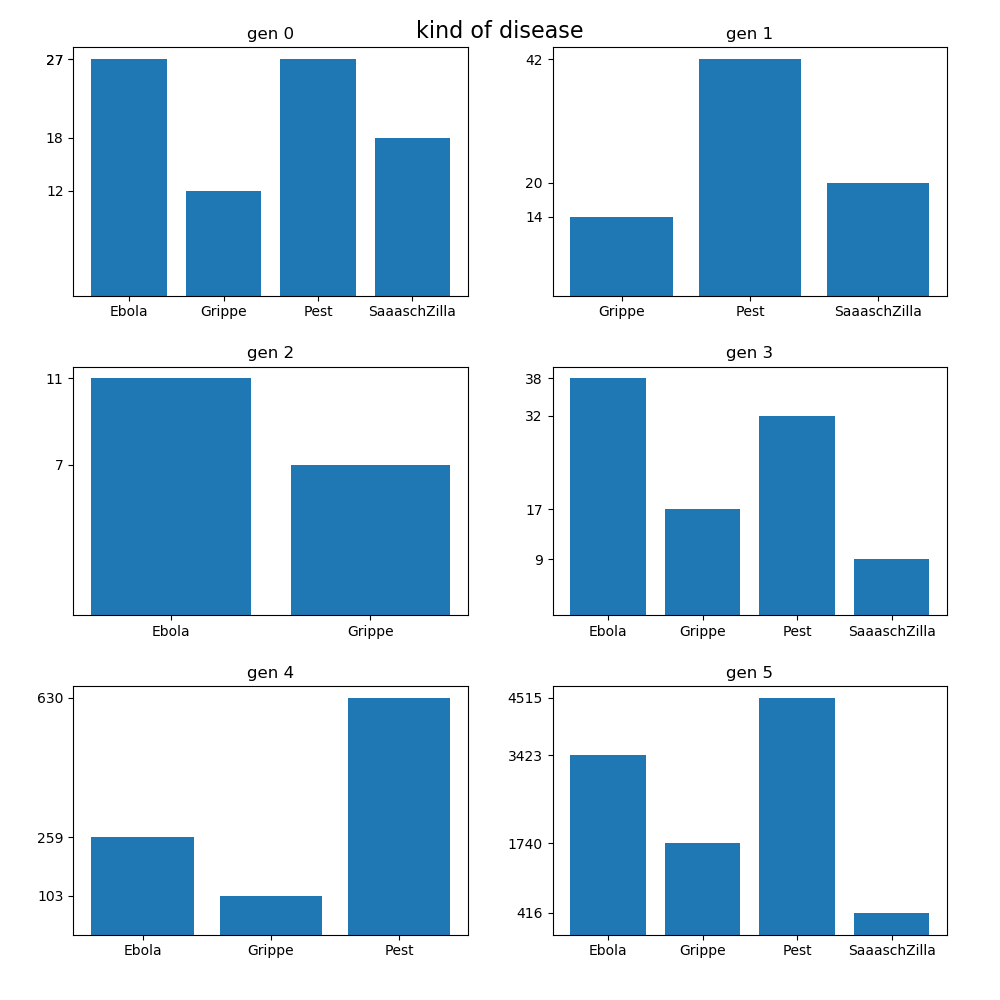 kind of disease
gen 0
27
18
12
Ebola Grippe Pest SaaaschZilla
gen 1
42
20
14
Grippe Pest SaaaschZilla
gen 2
11
7
Ebola Grippe
gen 3
38
32
17
9
Ebola Grippe Pest SaaaschZilla
gen 4
630
259
103
Ebola Grippe Pest
gen 5
4515
3423
1740
416
Ebola Grippe Pest SaaaschZilla